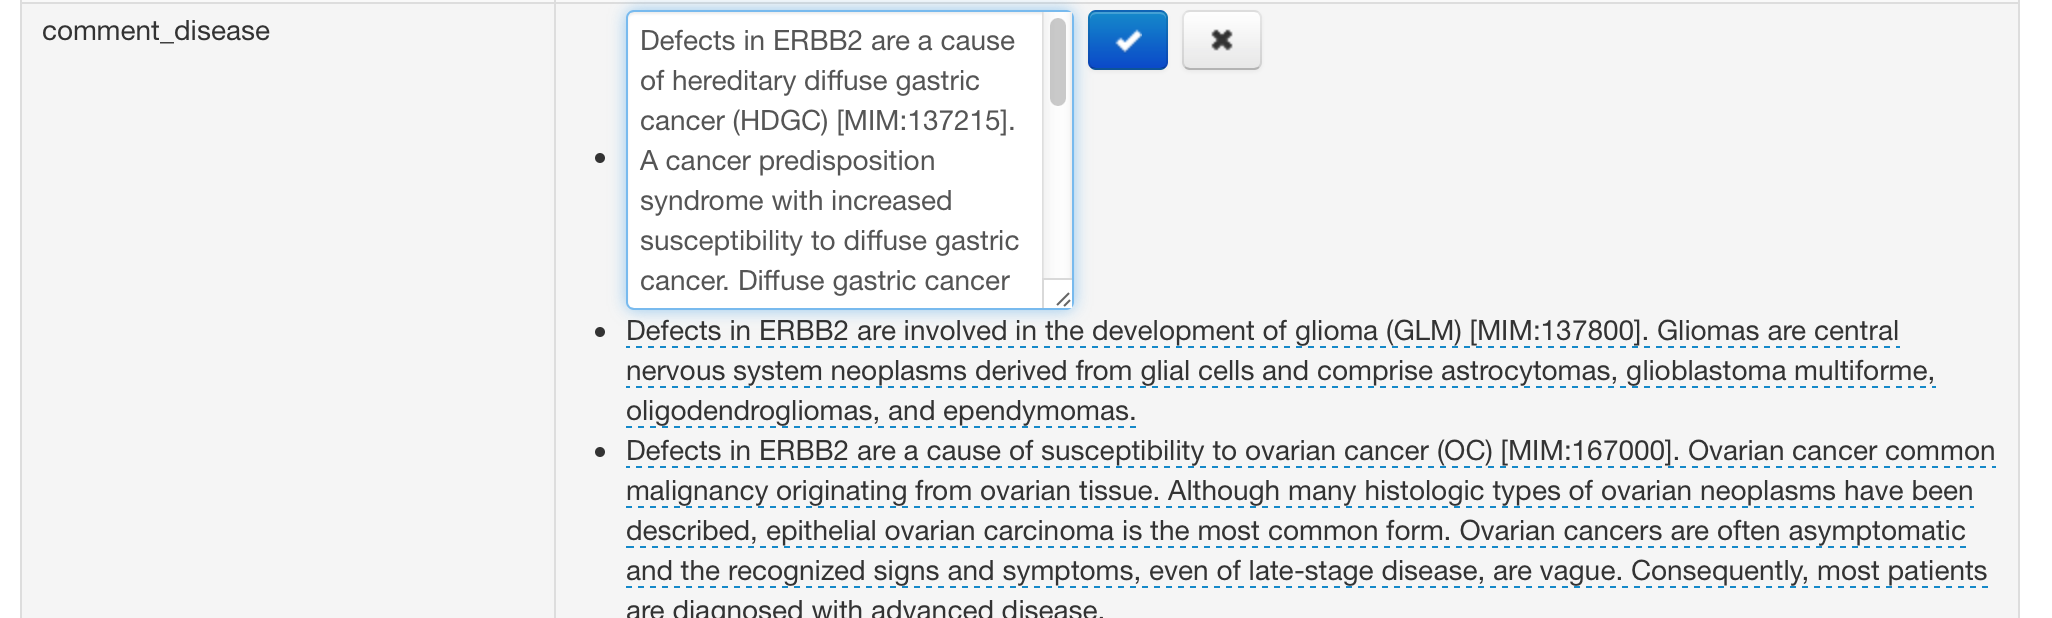 comment_disease
Defects in ERBB2 are a cause
of hereditary diffuse gastric
cancer (HDGC) [MIM:137215].
A cancer predisposition
syndrome with increased
susceptibility to diffuse gastric
cancer. Diffuse gastric cancer
Defects in ERBB2 are involved in the development of glioma (GLM) [MIM:137800]. Gliomas are central
nervous system neoplasms derived from glial cells and comprise astrocytomas, glioblastoma multiforme,
oligodendrogliomas, and ependymomas.
Defects in ERBB2 are a cause of susceptibility to ovarian cancer (OC) [MIM:167000]. Ovarian cancer common
malignancy originating from ovarian tissue. Although many histologic types of ovarian neoplasms have been
described, epithelial ovarian carcinoma is the most common form. Ovarian cancers are often asymptomatic
and the recognized signs and symptoms, even of late-stage disease, are vague. Consequently, most patients
are diagnosed with advanced disease.